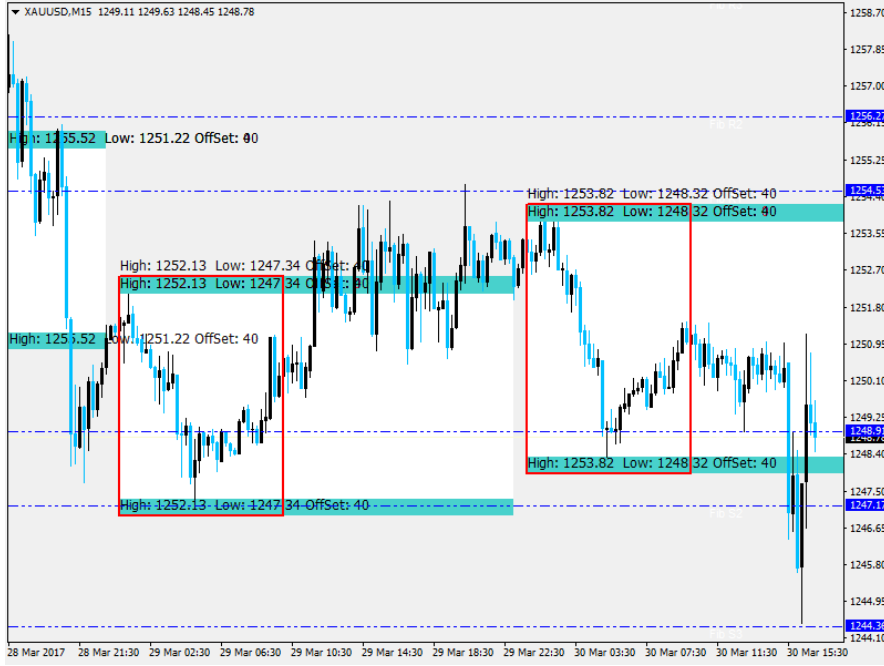 XAUUSD,M15 1249.11 1249.63 1248.45 1248.78
1258.70
1257.85
1257.00
1256.27
1255.25
High: 1255.52 Low: 1251.22 OffSet:
1254.53
High: 1253.82 Low: 1248.32 OffSet: 40
High: 1253.82 Low: 1248.32 OffSet: 40
1253.55
High: 1252.13 Low: 1247.34 OffSet: 40
1252.70
High: 1252.13 Low: 1247.34 OffSet: 40
1251.80
High: 1255.52 Low: 1251.22 OffSet: 40
1250.95
1250.10
1249.25
1248.91
1248.78
1248.40
High: 1253.82 Low: 1248.32 OffSet: 40
1247.50
High: 1252.13 Low: 1247.34 OffSet: 40
1247.17
1246.65
1245.80
1244.95
1244.36
1244.10
28 Mar 2017 28 Mar 21:30 29 Mar 02:30 29 Mar 06:30 29 Mar 10:30 29 Mar 14:30 29 Mar 18:30 29 Mar 22:30 30 Mar 03:30 30 Mar 07:30 30 Mar 11:30 30 Mar 15:30